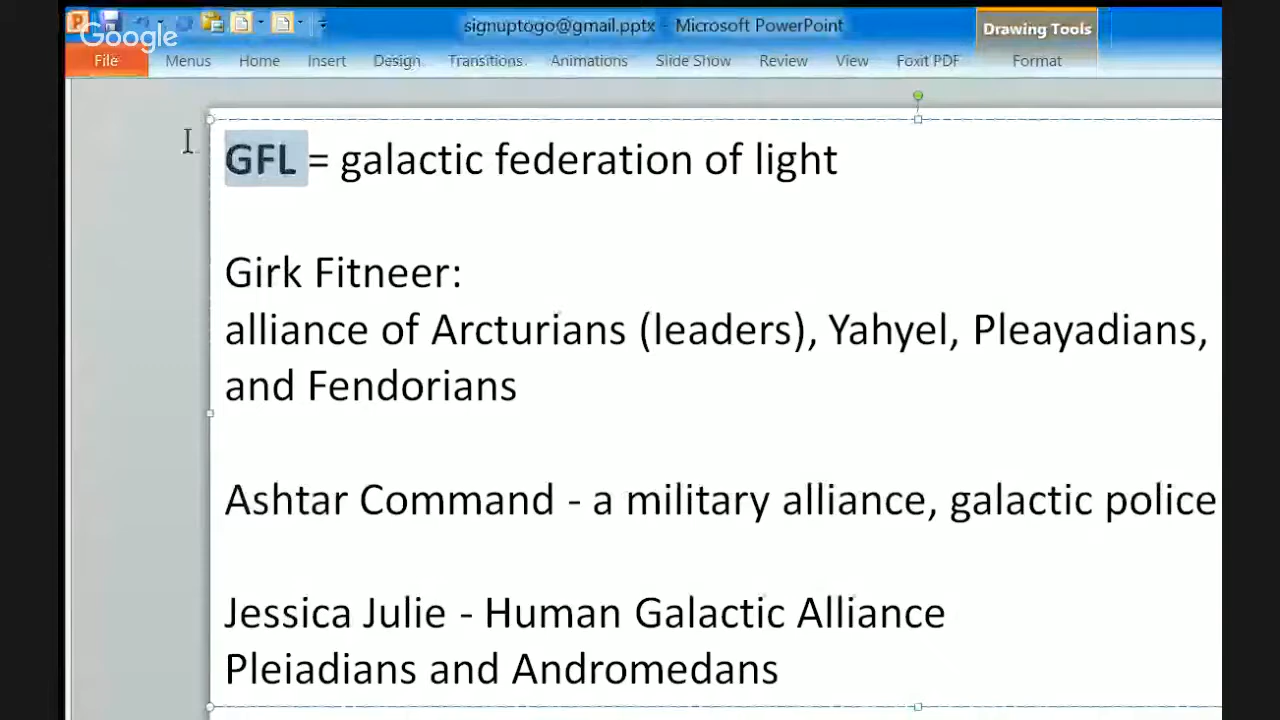 signuptogo@gmail.pptx - Microsoft PowerPoint
Drawing Tools
Google
File Menus Home Insert Design Transitions Animations Slide Show Review View Foxit PDF Format
GFL = galactic federation of light
Girk Fitneer:
alliance of Arcturians (leaders), Yahyel, Pleayadians,
and Fendorians
Ashtar Command - a military alliance, galactic police
Jessica Julie - Human Galactic Alliance
Pleiadians and Andromedans